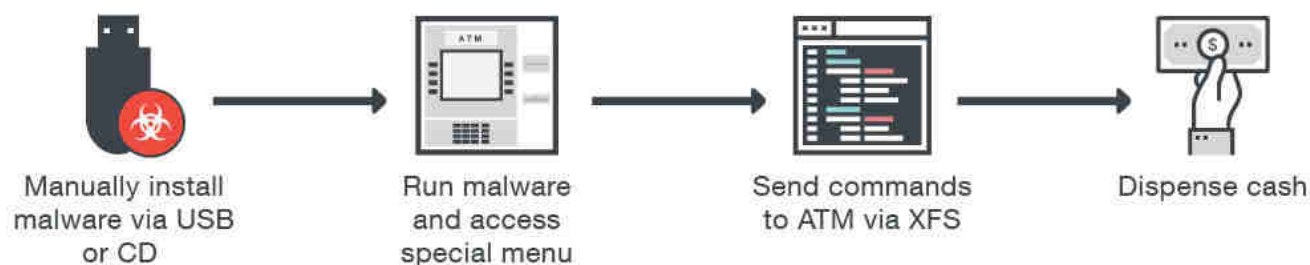 ATM
Manually install
malware via USB
or CD
Run malware
and access
special menu
Send commands
to ATM via XFS
$
Dispense cash